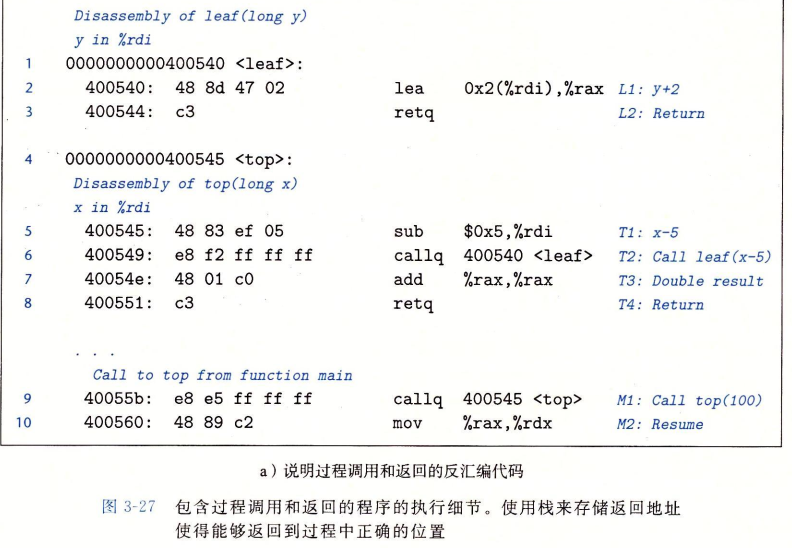 Disassembly of leaf(long y)
y in %rdi
1 0000000000400540 <leaf>:
2 400540: 48 8d 47 02 lea 0x2(%rdi),%rax L1: y+2
3 400544: c3 retq L2: Return
4 0000000000400545 <top>:
Disassembly of top(long x)
x in %rdi
5 400545: 48 83 ef 05 sub $0x5,%rdi T1: x-5
6 400549: e8 f2 ff ff ff callq 400540 <leaf> T2: Call leaf(x-5)
7 40054e: 48 01 c0 add %rax,%rax T3: Double result
8 400551: c3 retq T4: Return
. . .
Call to top from function main
9 40055b: e8 e5 ff ff ff callq 400545 <top> M1: Call top(100)
10 400560: 48 89 c2 mov %rax,%rdx M2: Resume
a）说明过程调用和返回的反汇编代码
图 3-27 包含过程调用和返回的程序的执行细节。使用栈来存储返回地址
使得能够返回到过程中正确的位置